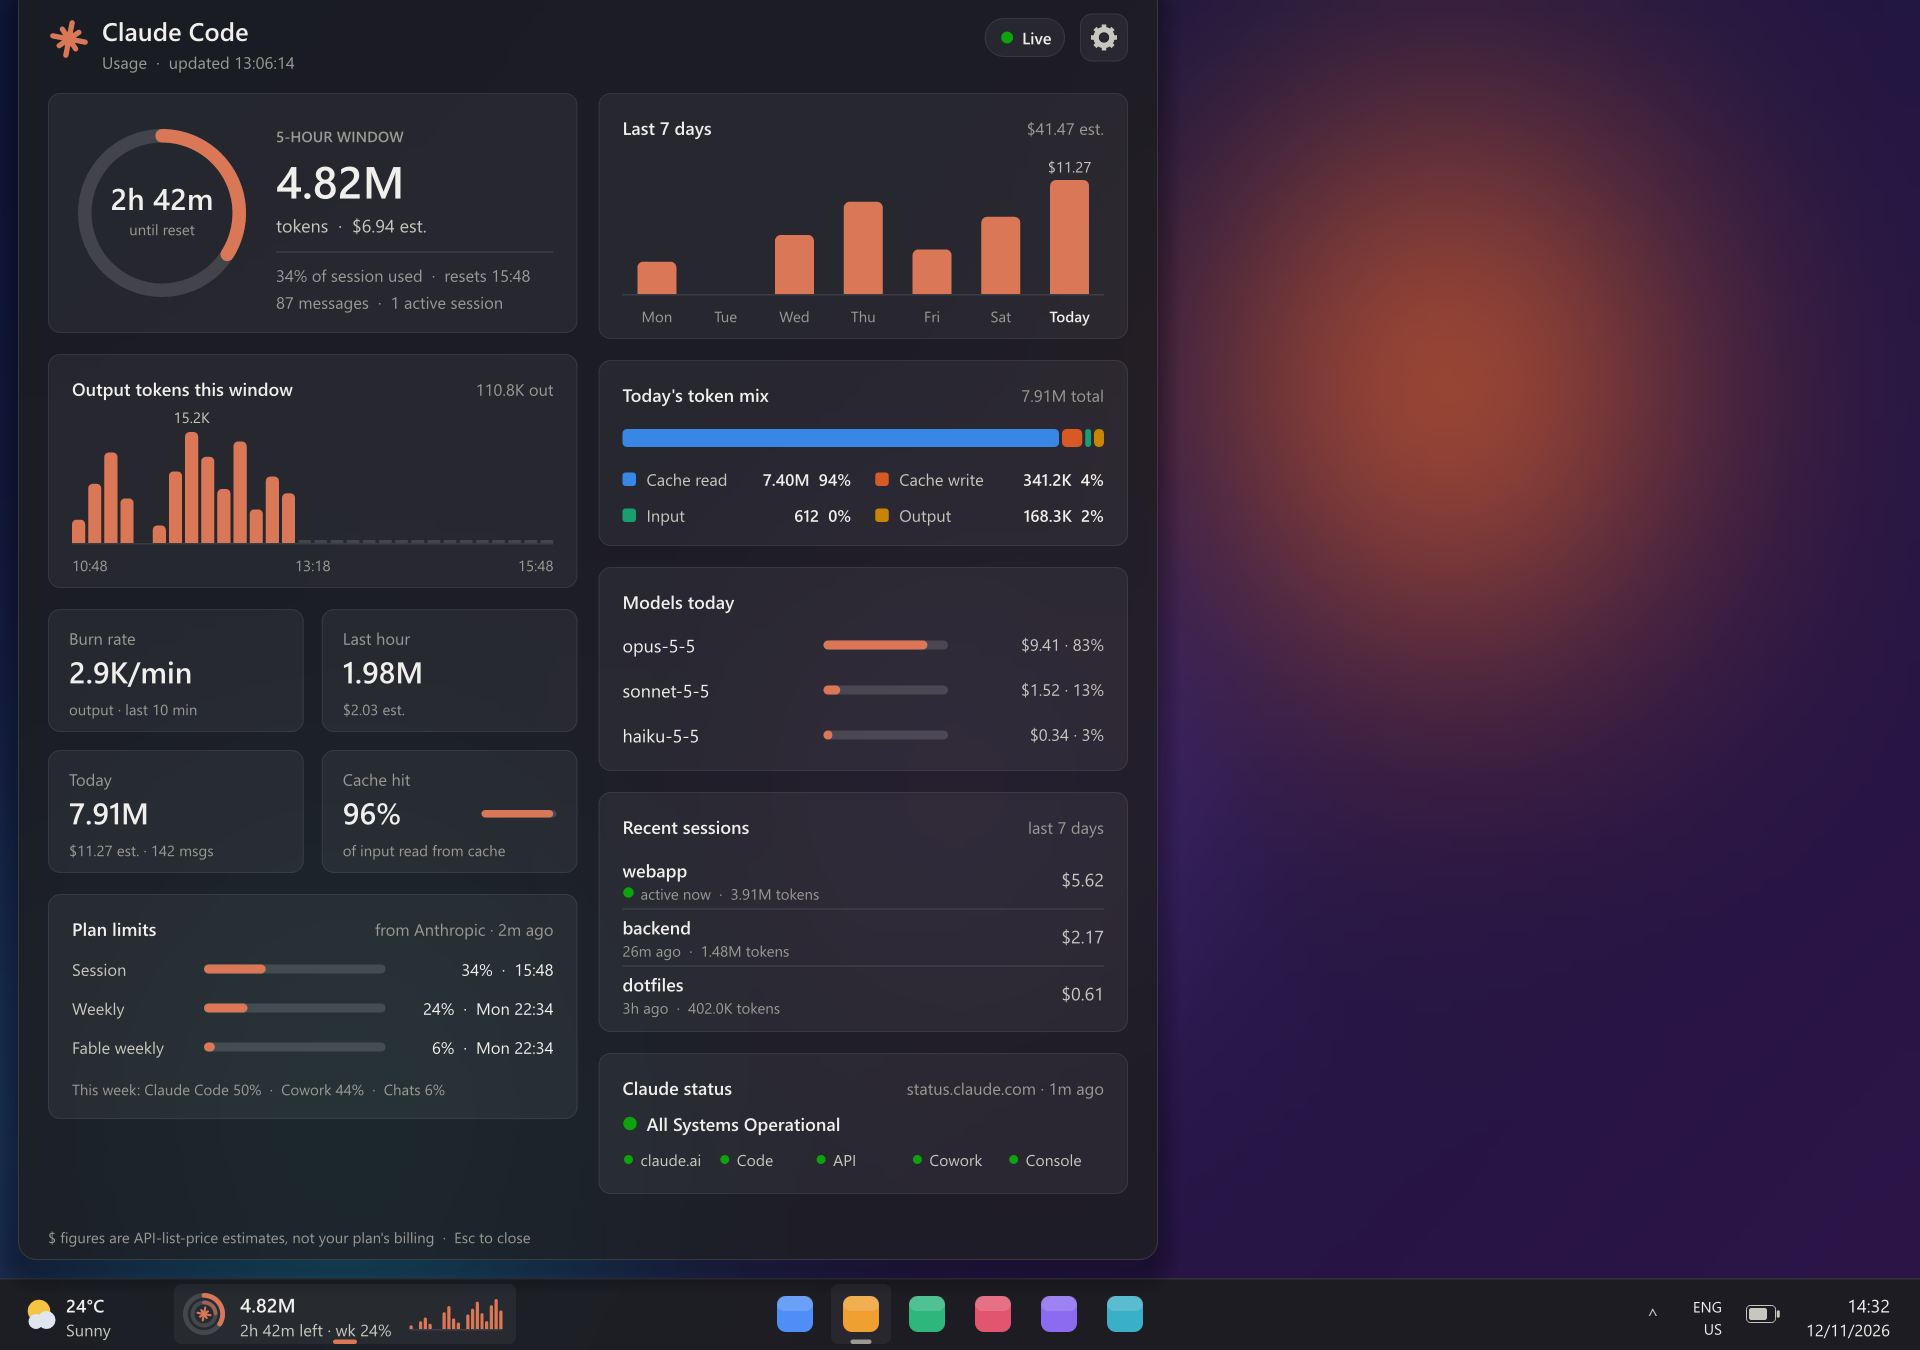 Claude Code
Usage · updated 13:06:14
Live
5-HOUR WINDOW
2h 42m
until reset
4.82M
tokens · $6.94 est.
34% of session used · resets 15:48
87 messages · 1 active session
Output tokens this window 110.8K out
15.2K
10:48 13:18 15:48
Burn rate
2.9K/min
output · last 10 min
Last hour
1.98M
$2.03 est.
Today
7.91M
$11.27 est. · 142 msgs
Cache hit
96%
of input read from cache
Plan limits from Anthropic · 2m ago
Session 34% · 15:48
Weekly 24% · Mon 22:34
Fable weekly 6% · Mon 22:34
This week: Claude Code 50% · Cowork 44% · Chats 6%
Last 7 days $41.47 est.
$11.27
Mon Tue Wed Thu Fri Sat Today
Today's token mix 7.91M total
Cache read 7.40M 94% Cache write 341.2K 4%
Input 612 0% Output 168.3K 2%
Models today
opus-5-5 $9.41 · 83%
sonnet-5-5 $1.52 · 13%
haiku-5-5 $0.34 · 3%
Recent sessions last 7 days
webapp $5.62
active now · 3.91M tokens
backend $2.17
26m ago · 1.48M tokens
dotfiles $0.61
3h ago · 402.0K tokens
Claude status status.claude.com · 1m ago
All Systems Operational
claude.ai Code API Cowork Console
$ figures are API-list-price estimates, not your plan's billing · Esc to close
24°C
Sunny
4.82M
2h 42m left · wk 24%
ENG
US
14:32
12/11/2026